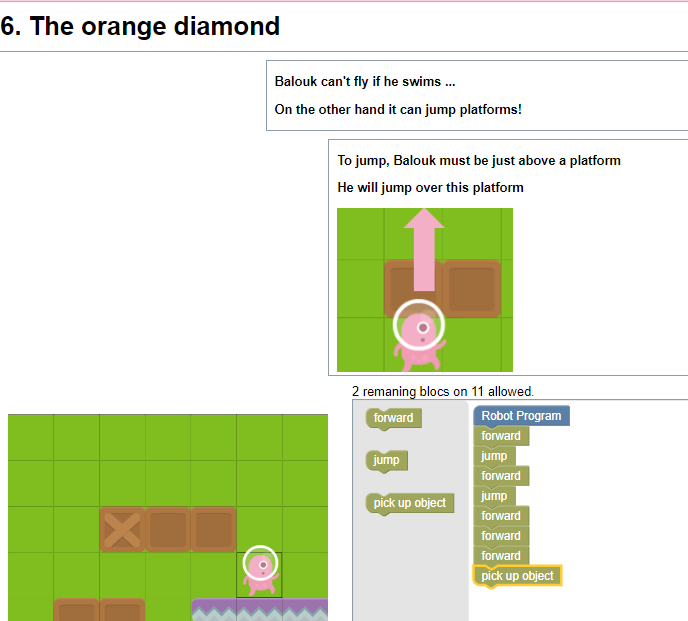 6. The orange diamond
Balouk can't fly if he swims ...
On the other hand it can jump platforms!
To jump, Balouk must be just above a platform
He will jump over this platform
2 remaning blocs on 11 allowed.
forward
jump
pick up object
Robot Program
forward
jump
forward
jump
forward
forward
forward
pick up object